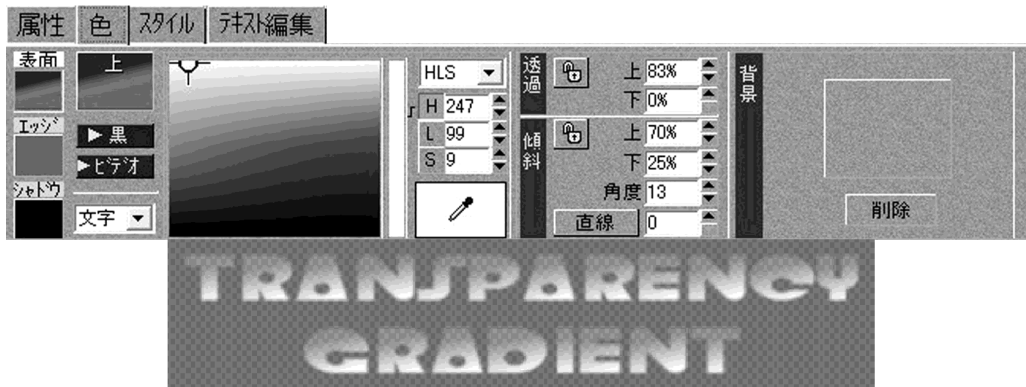 属性 色 スタイル テキスト編集
表面 上
エッジ ▶黒
▶ビデオ
シャドウ
文字
HLS
H 247
L 99
S 9
透過 上 83%
下 0%
傾斜 上 70%
下 25%
角度 13
直線 0
背景
削除
TRANSPARENCY
GRADIENT